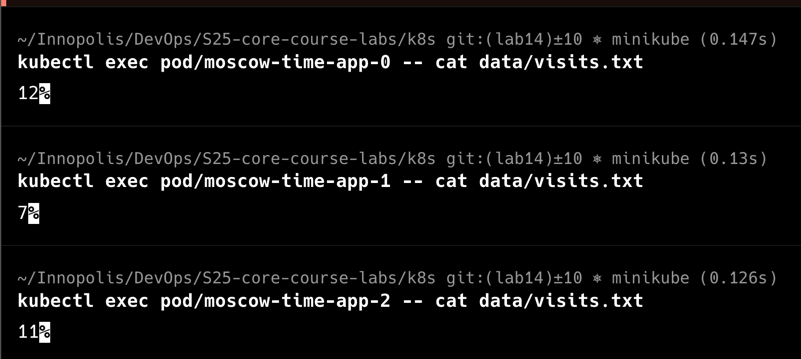 ~/Innopolis/DevOps/S25-core-course-labs/k8s git:(lab14)±10 ⎈ minikube (0.147s)
kubectl exec pod/moscow-time-app-0 -- cat data/visits.txt
12%
~/Innopolis/DevOps/S25-core-course-labs/k8s git:(lab14)±10 ⎈ minikube (0.13s)
kubectl exec pod/moscow-time-app-1 -- cat data/visits.txt
7%
~/Innopolis/DevOps/S25-core-course-labs/k8s git:(lab14)±10 ⎈ minikube (0.126s)
kubectl exec pod/moscow-time-app-2 -- cat data/visits.txt
11%